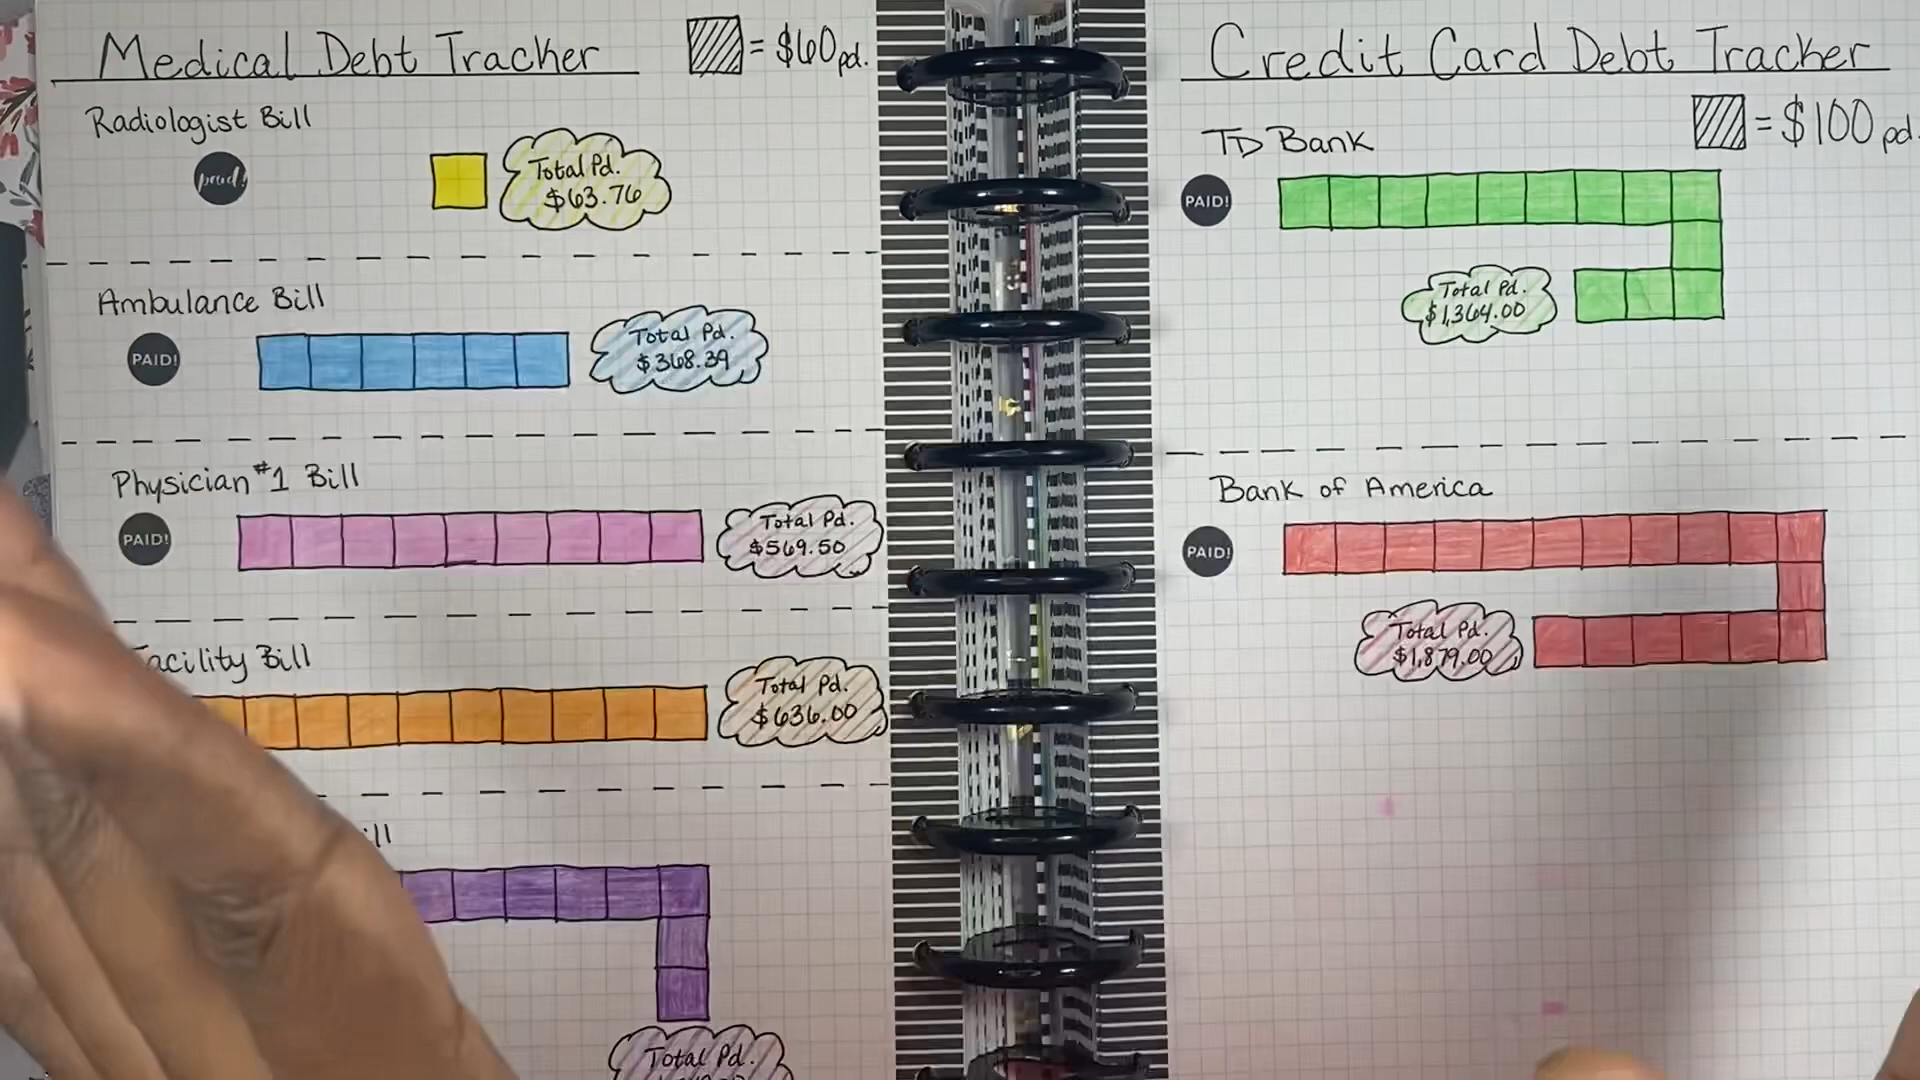 Medical Debt Tracker
= $60 pd.
Radiologist Bill
paid!
Total Pd.
$63.76
Ambulance Bill
PAID!
Total Pd.
$368.39
Physician #1 Bill
PAID!
Total Pd.
$569.50
Facility Bill
Total Pd.
$636.00
ill
Total Pd.
Credit Card Debt Tracker
= $100 pd.
TD Bank
PAID!
Total Pd.
$1,364.00
Bank of America
PAID!
Total Pd.
$1,879.00